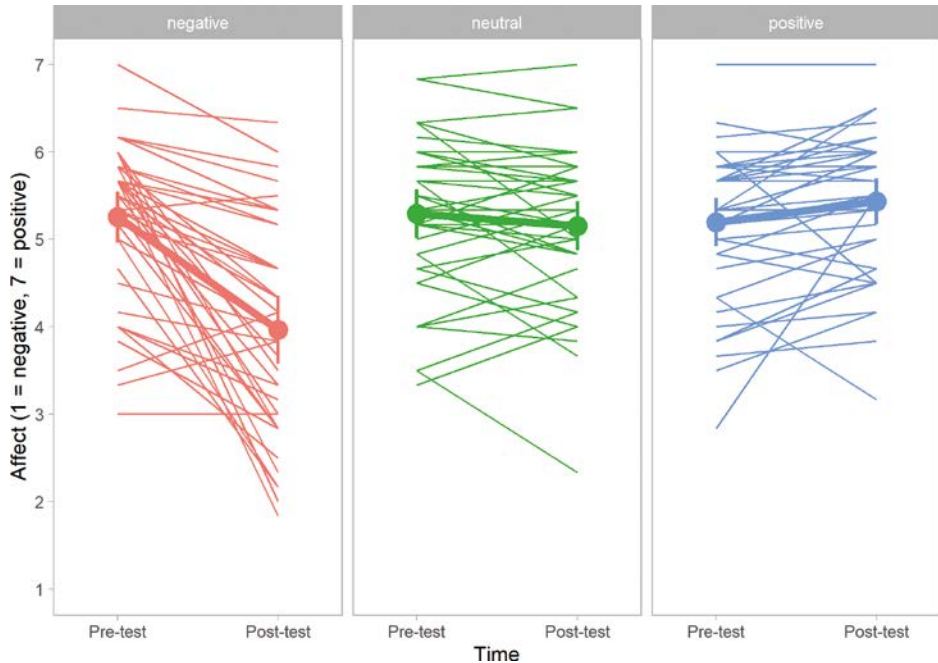 negative
neutral
positive
Affect (1 = negative, 7 = positive)
7
6
5
4
3
2
1
Pre-test
Post-test
Pre-test
Post-test
Pre-test
Post-test
Time